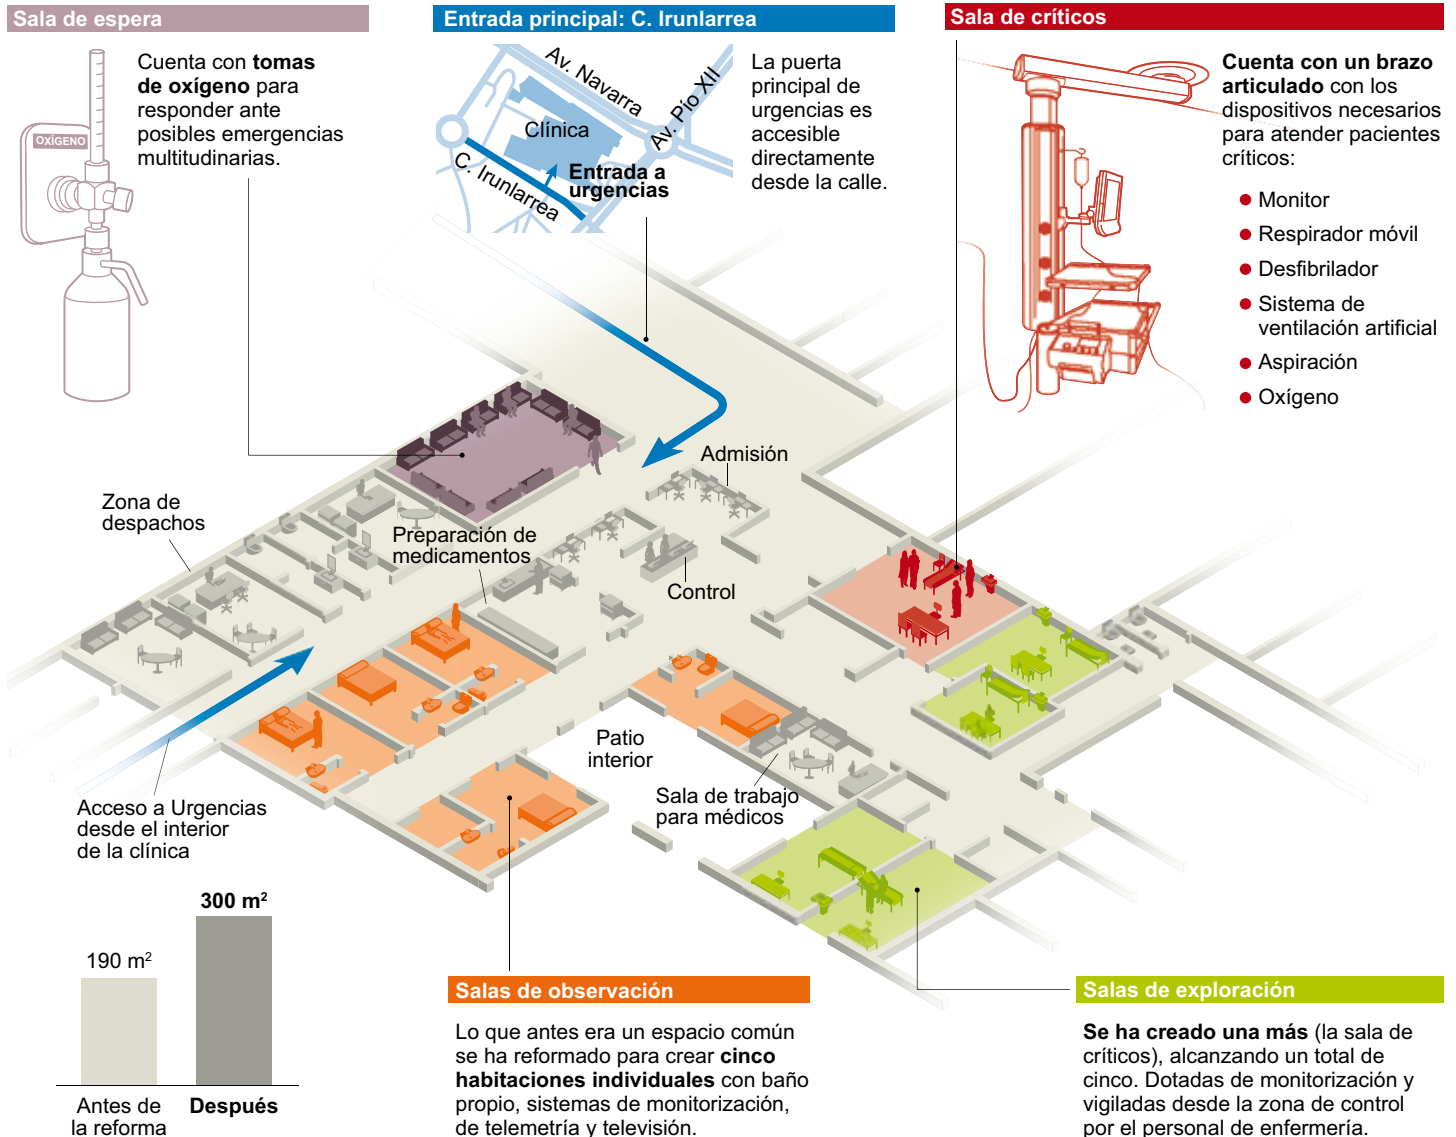 Sala de espera
Cuenta con tomas
de oxígeno para
responder ante
posibles emergencias
multitudinarias.
OXÍGENO
Entrada principal: C. Irunlarrea
Av. Navarra
Av. Pío XII
Clínica
C. Irunlarrea
Entrada a
urgencias
La puerta
principal de
urgencias es
accesible
directamente
desde la calle.
Sala de críticos
Cuenta con un brazo
articulado con los
dispositivos necesarios
para atender pacientes
críticos:
Monitor
Respirador móvil
Desfibrilador
Sistema de
ventilación artificial
Aspiración
Oxígeno
Admisión
Zona de
despachos
Preparación de
medicamentos
Control
Patio
interior
Sala de trabajo
para médicos
Acceso a Urgencias
desde el interior
de la clínica
300 m²
190 m²
Antes de
la reforma
Después
Salas de observación
Lo que antes era un espacio común
se ha reformado para crear cinco
habitaciones individuales con baño
propio, sistemas de monitorización,
de telemetría y televisión.
Salas de exploración
Se ha creado una más (la sala de
críticos), alcanzando un total de
cinco. Dotadas de monitorización y
vigiladas desde la zona de control
por el personal de enfermería.